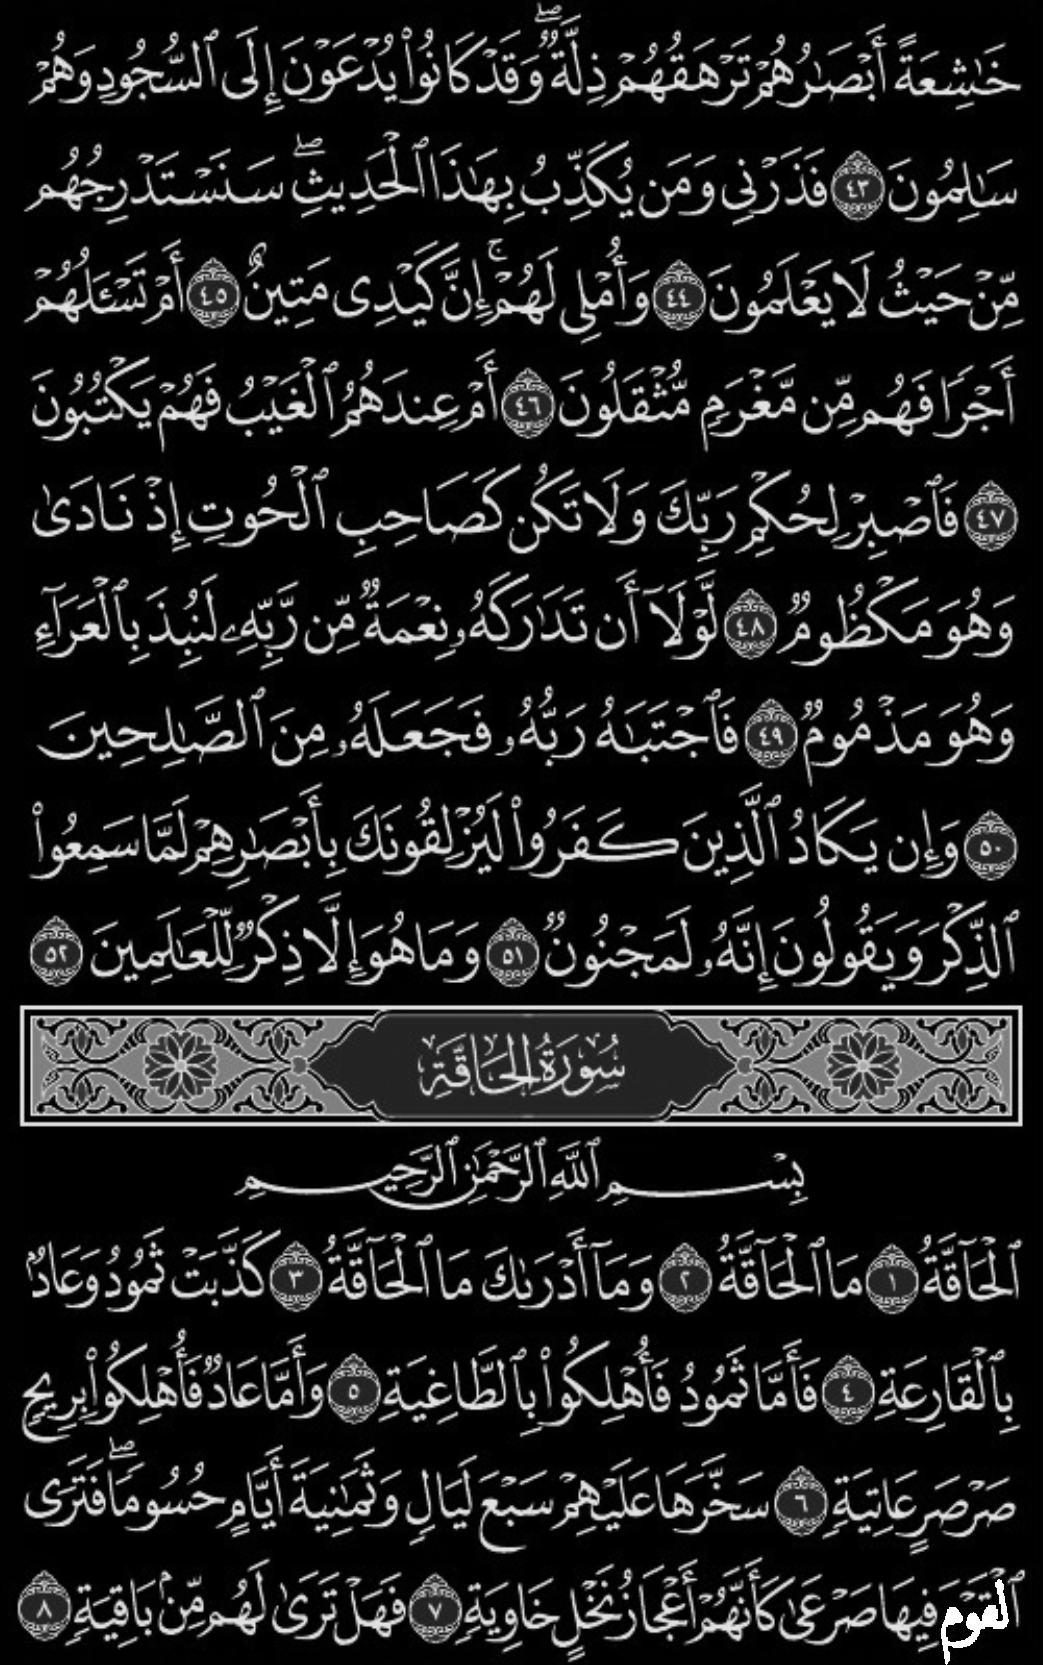 خَٰشِعَةً أَبْصَٰرُهُمْ تَرْهَقُهُمْ ذِلَّةٌ ۖ وَقَدْ كَانُوا۟ يُدْعَوْنَ إِلَى ٱلسُّجُودِ وَهُمْ
سَٰلِمُونَ ٤٣ فَذَرْنِى وَمَن يُكَذِّبُ بِهَٰذَا ٱلْحَدِيثِ ۖ سَنَسْتَدْرِجُهُم
مِّنْ حَيْثُ لَا يَعْلَمُونَ ٤٤ وَأُمْلِى لَهُمْ ۚ إِنَّ كَيْدِى مَتِينٌ ٤٥ أَمْ تَسْـَٔلُهُمْ
أَجْرًا فَهُم مِّن مَّغْرَمٍ مُّثْقَلُونَ ٤٦ أَمْ عِندَهُمُ ٱلْغَيْبُ فَهُمْ يَكْتُبُونَ
٤٧ فَٱصْبِرْ لِحُكْمِ رَبِّكَ وَلَا تَكُن كَصَاحِبِ ٱلْحُوتِ إِذْ نَادَىٰ
وَهُوَ مَكْظُومٌ ٤٨ لَّوْلَآ أَن تَدَٰرَكَهُۥ نِعْمَةٌ مِّن رَّبِّهِۦ لَنُبِذَ بِٱلْعَرَآءِ
وَهُوَ مَذْمُومٌ ٤٩ فَٱجْتَبَٰهُ رَبُّهُۥ فَجَعَلَهُۥ مِنَ ٱلصَّٰلِحِينَ
٥٠ وَإِن يَكَادُ ٱلَّذِينَ كَفَرُوا۟ لَيُزْلِقُونَكَ بِأَبْصَٰرِهِمْ لَمَّا سَمِعُوا۟
ٱلذِّكْرَ وَيَقُولُونَ إِنَّهُۥ لَمَجْنُونٌ ٥١ وَمَا هُوَ إِلَّا ذِكْرٌ لِّلْعَٰلَمِينَ ٥٢
سُورَةُ الحَاقَّةِ
بِسْمِ ٱللَّهِ ٱلرَّحْمَٰنِ ٱلرَّحِيمِ
ٱلْحَآقَّةُ ١ مَا ٱلْحَآقَّةُ ٢ وَمَآ أَدْرَىٰكَ مَا ٱلْحَآقَّةُ ٣ كَذَّبَتْ ثَمُودُ وَعَادٌۢ
بِٱلْقَارِعَةِ ٤ فَأَمَّا ثَمُودُ فَأُهْلِكُوا۟ بِٱلطَّاغِيَةِ ٥ وَأَمَّا عَادٌ فَأُهْلِكُوا۟ بِرِيحٍ
صَرْصَرٍ عَاتِيَةٍ ٦ سَخَّرَهَا عَلَيْهِمْ سَبْعَ لَيَالٍ وَثَمَٰنِيَةَ أَيَّامٍ حُسُومًا ۖ فَتَرَى
فِيهَا صَرْعَىٰ كَأَنَّهُمْ أَعْجَازُ نَخْلٍ خَاوِيَةٍ ٧ فَهَلْ تَرَىٰ لَهُم مِّنۢ بَاقِيَةٍ ٨